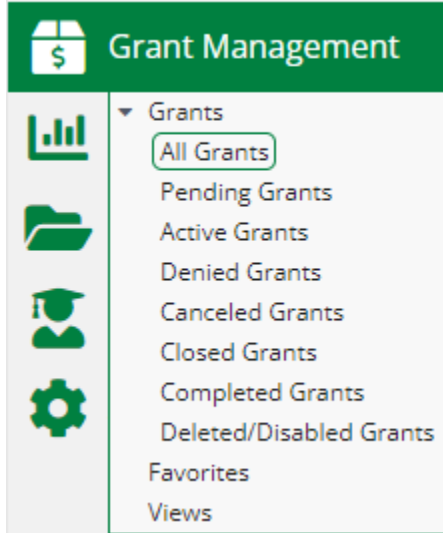 $
Grant Management
Grants
All Grants
Pending Grants
Active Grants
Denied Grants
Canceled Grants
Closed Grants
Completed Grants
Deleted/Disabled Grants
Favorites
Views